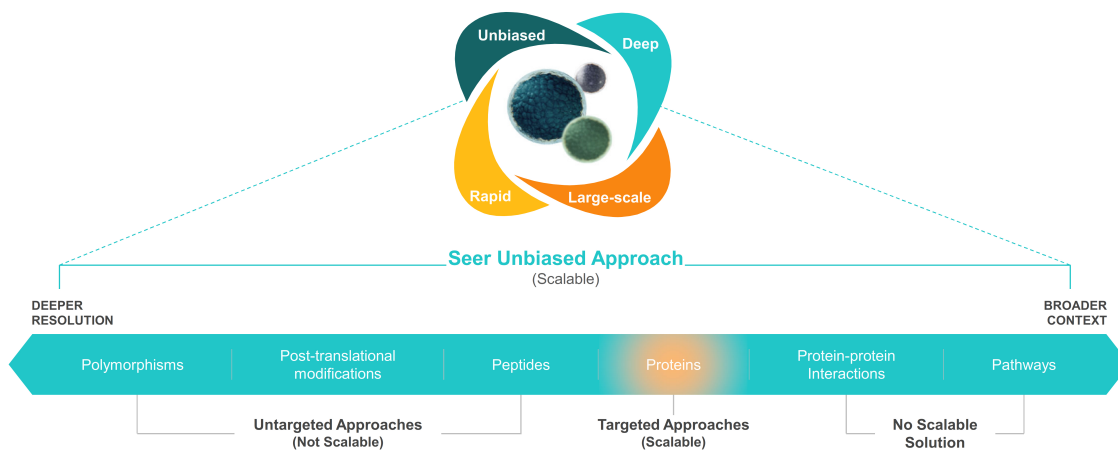 Unbiased
Deep
Rapid
Large-scale
Seer Unbiased Approach
(Scalable)
DEEPER
RESOLUTION
BROADER
CONTEXT
Polymorphisms
Post-translational
modifications
Peptides
Proteins
Protein-protein
Interactions
Pathways
Untargeted Approaches
(Not Scalable)
Targeted Approaches
(Scalable)
No Scalable
Solution